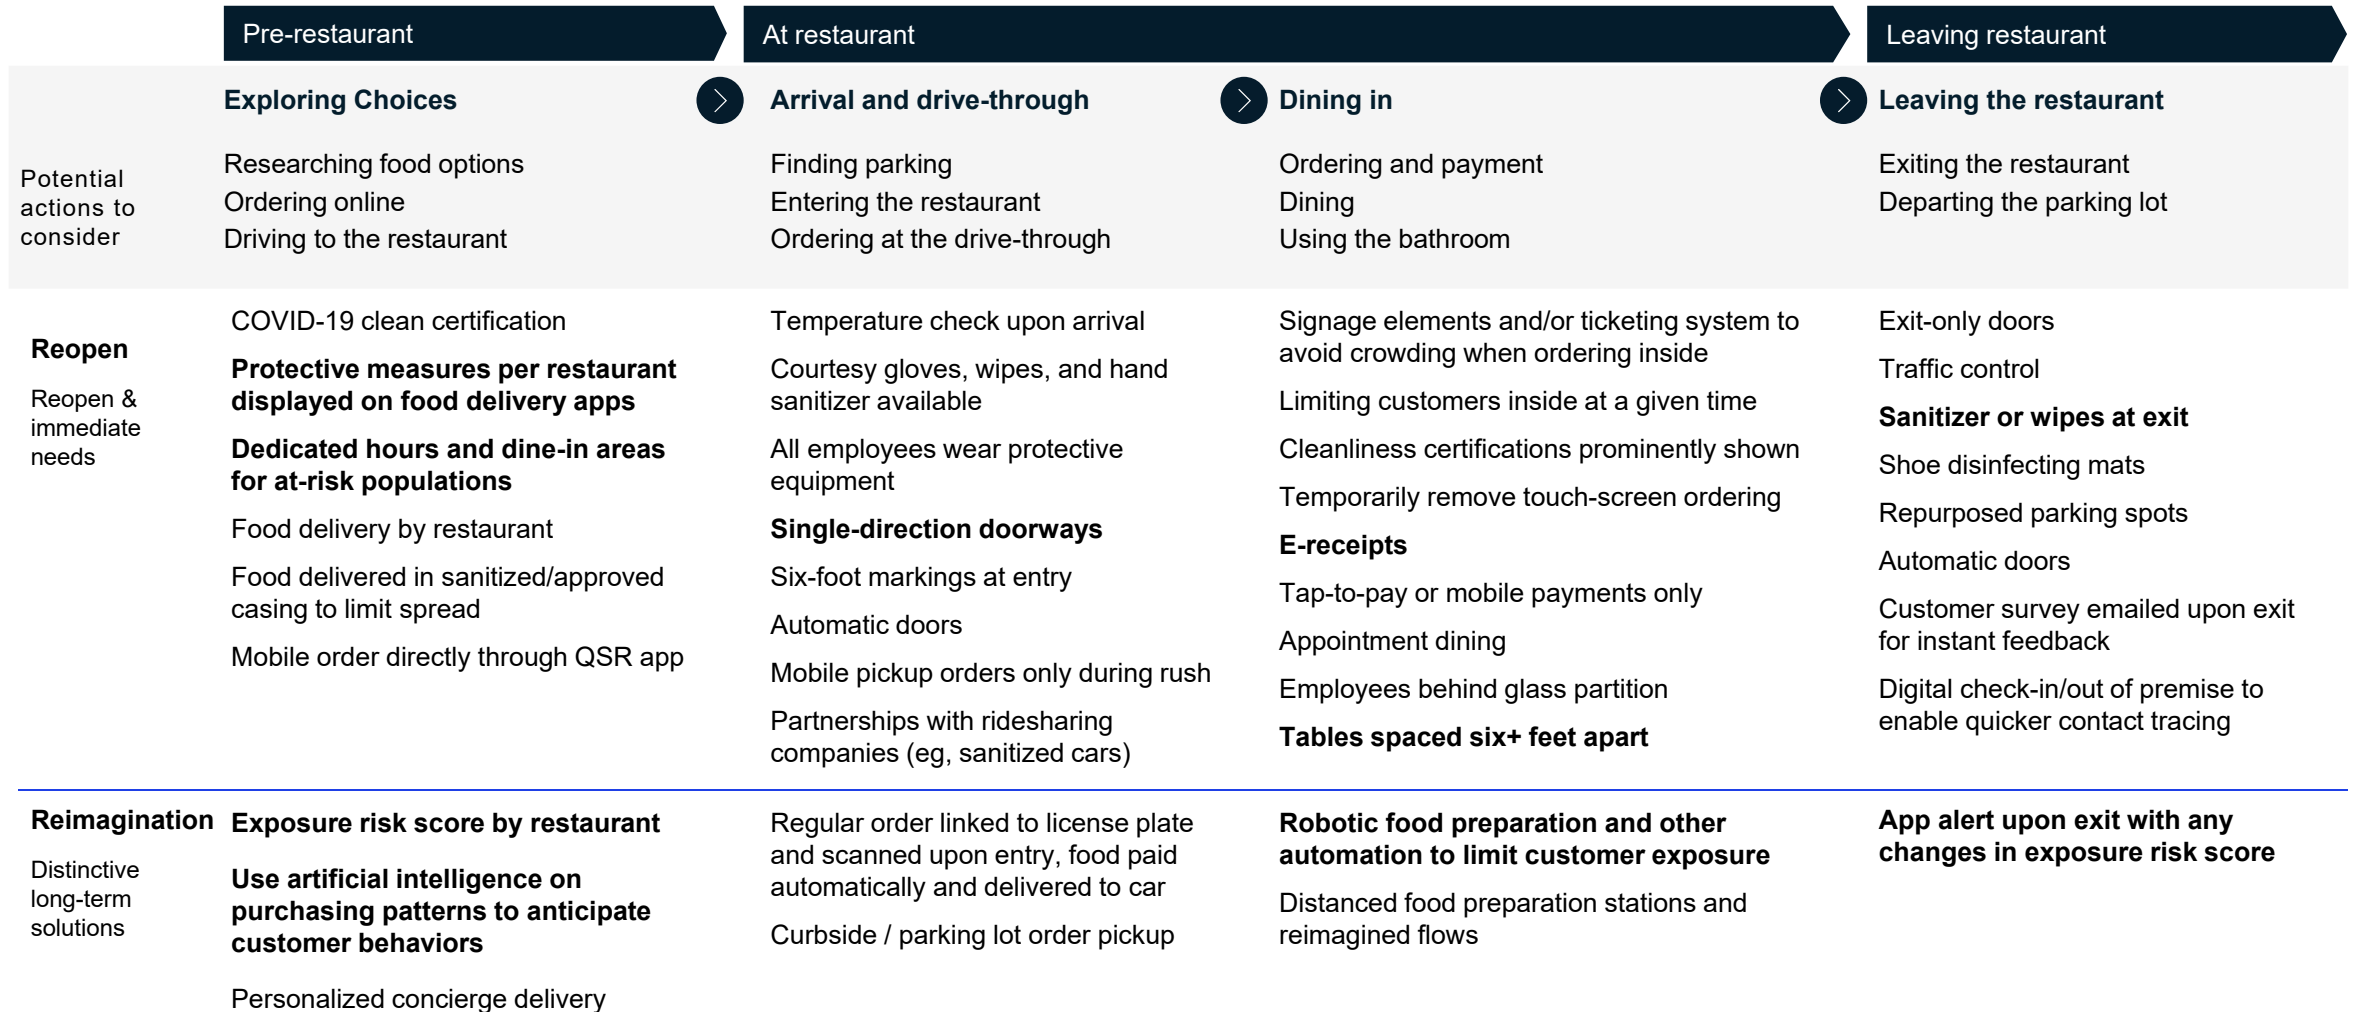 Pre-restaurant
At restaurant
Leaving restaurant
Exploring Choices
Arrival and drive-through
Dining in
Leaving the restaurant
Potential
actions to
consider
Researching food options
Ordering online
Driving to the restaurant
Finding parking
Entering the restaurant
Ordering at the drive-through
Ordering and payment
Dining
Using the bathroom
Exiting the restaurant
Departing the parking lot
Reopen
Reopen &
immediate
needs
COVID-19 clean certification
Protective measures per restaurant
displayed on food delivery apps
Dedicated hours and dine-in areas
for at-risk populations
Food delivery by restaurant
Food delivered in sanitized/approved
casing to limit spread
Mobile order directly through QSR app
Temperature check upon arrival
Courtesy gloves, wipes, and hand
sanitizer available
All employees wear protective
equipment
Single-direction doorways
Six-foot markings at entry
Automatic doors
Mobile pickup orders only during rush
Partnerships with ridesharing
companies (eg, sanitized cars)
Signage elements and/or ticketing system to
avoid crowding when ordering inside
Limiting customers inside at a given time
Cleanliness certifications prominently shown
Temporarily remove touch-screen ordering
E-receipts
Tap-to-pay or mobile payments only
Appointment dining
Employees behind glass partition
Tables spaced six+ feet apart
Exit-only doors
Traffic control
Sanitizer or wipes at exit
Shoe disinfecting mats
Repurposed parking spots
Automatic doors
Customer survey emailed upon exit
for instant feedback
Digital check-in/out of premise to
enable quicker contact tracing
Reimagination
Distinctive
long-term
solutions
Exposure risk score by restaurant
Use artificial intelligence on
purchasing patterns to anticipate
customer behaviors
Personalized concierge delivery
Regular order linked to license plate
and scanned upon entry, food paid
automatically and delivered to car
Curbside / parking lot order pickup
Robotic food preparation and other
automation to limit customer exposure
Distanced food preparation stations and
reimagined flows
App alert upon exit with any
changes in exposure risk score